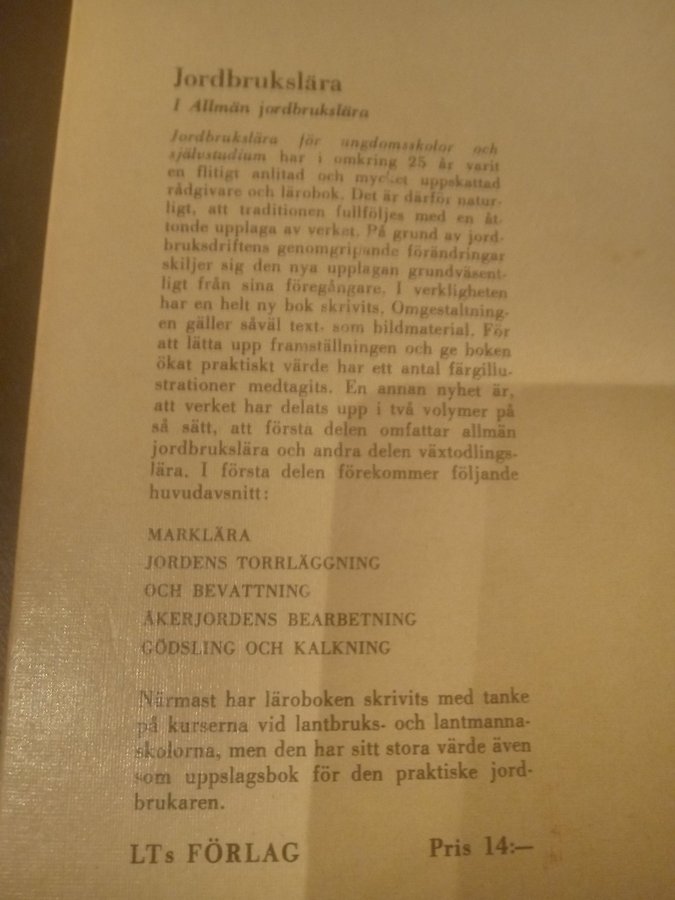 Jordbrukslära
I Allmän jordbrukslära
Jordbrukslära för ungdomsskolor och
självstudium har i omkring 25 år varit
en flitigt anlitad och mycket uppskattad
rådgivare och lärobok. Det är därför natur-
ligt, att traditionen fullföljes med en åt-
tonde upplaga av verket. På grund av jord-
bruksdriftens genomgripande förändringar
skiljer sig den nya upplagan grundväsent-
ligt från sina föregångare. I verkligheten
har en helt ny bok skrivits. Omgestaltning-
en gäller såväl text- som bildmaterial. För
att lätta upp framställningen och ge boken
ökat praktiskt värde har ett antal färgillu-
strationer medtagits. En annan nyhet är,
att verket har delats upp i två volymer på
så sätt, att första delen omfattar allmän
jordbrukslära och andra delen växtodlings-
lära. I första delen förekommer följande
huvudavsnitt:
MARKLÄRA
JORDENS TORRLÄGGNING
OCH BEVATTNING
ÅKERJORDENS BEARBETNING
GÖDSLING OCH KALKNING
Närmast har läroboken skrivits med tanke
på kurserna vid lantbruks- och lantmanna-
skolorna, men den har sitt stora värde även
som uppslagsbok för den praktiske jord-
brukaren.
LTs FÖRLAG
Pris 14:—